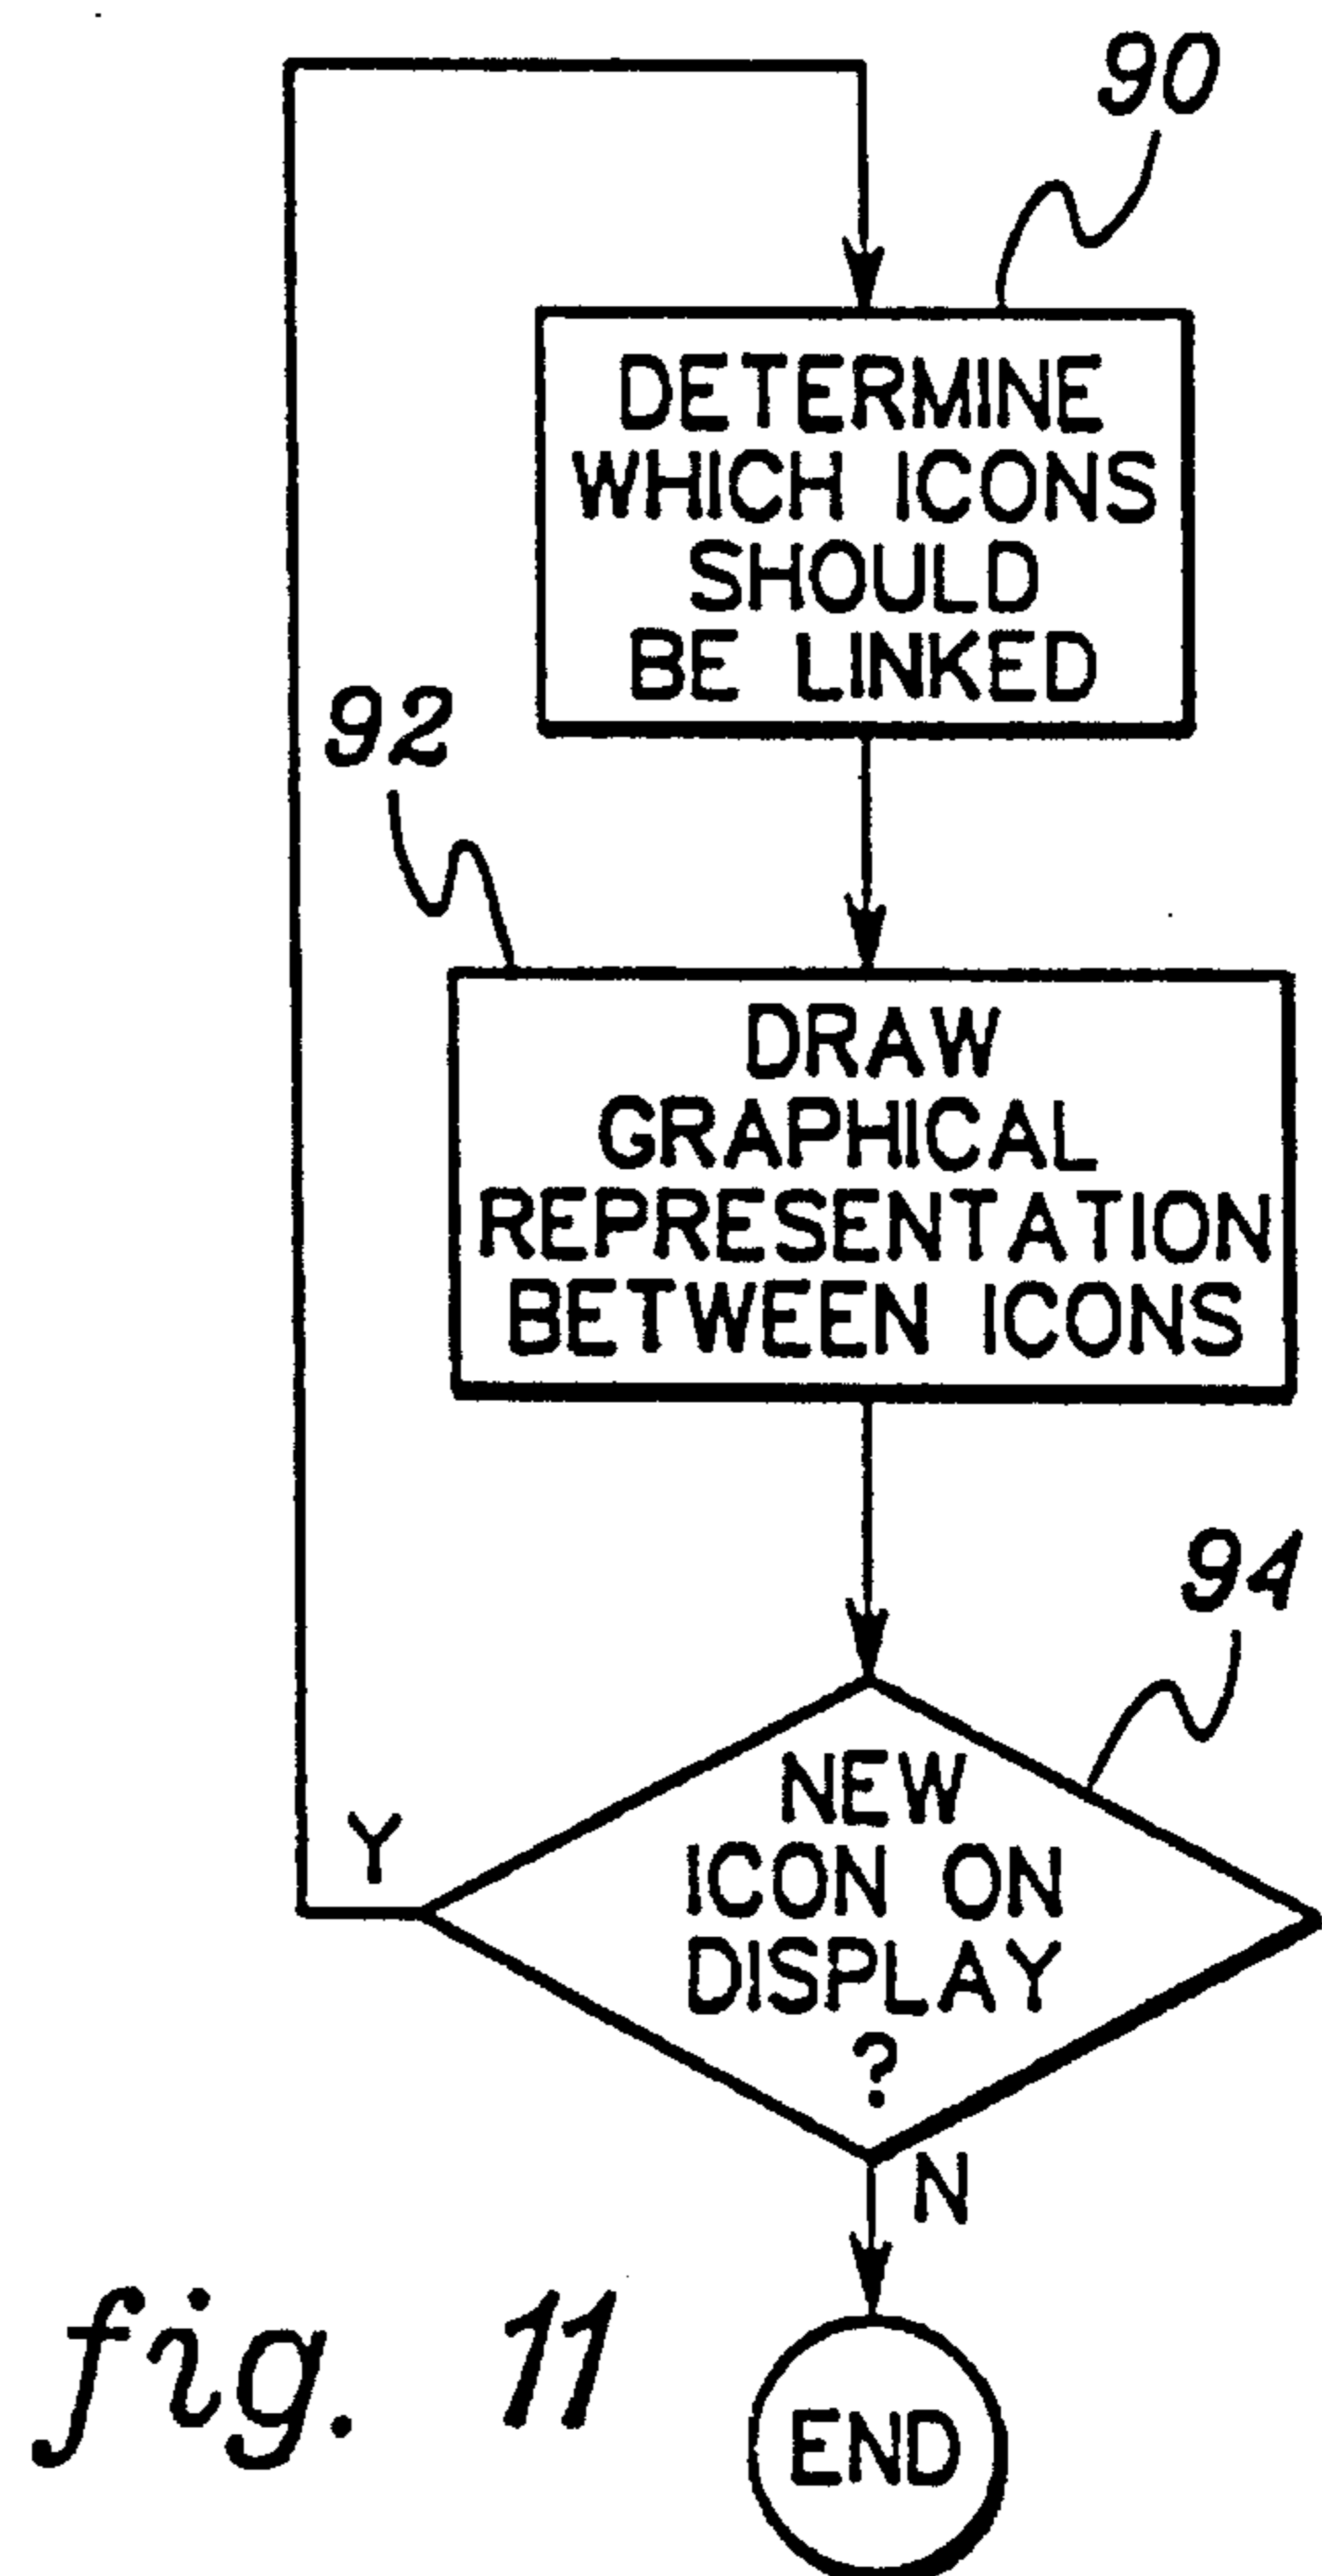 90
DETERMINE
WHICH ICONS
SHOULD
BE LINKED
92
DRAW
GRAPHICAL
REPRESENTATION
BETWEEN ICONS
94
NEW
ICON ON
DISPLAY
?
Y
N
END
fig. 11